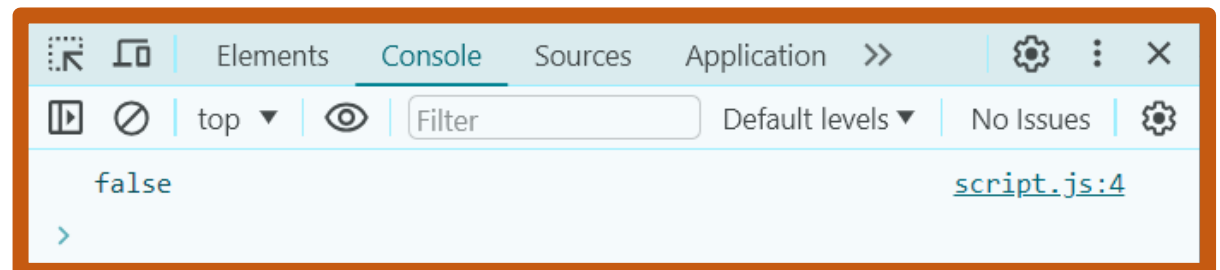 Elements Console Sources Application
top Filter Default levels No Issues
false script.js:4